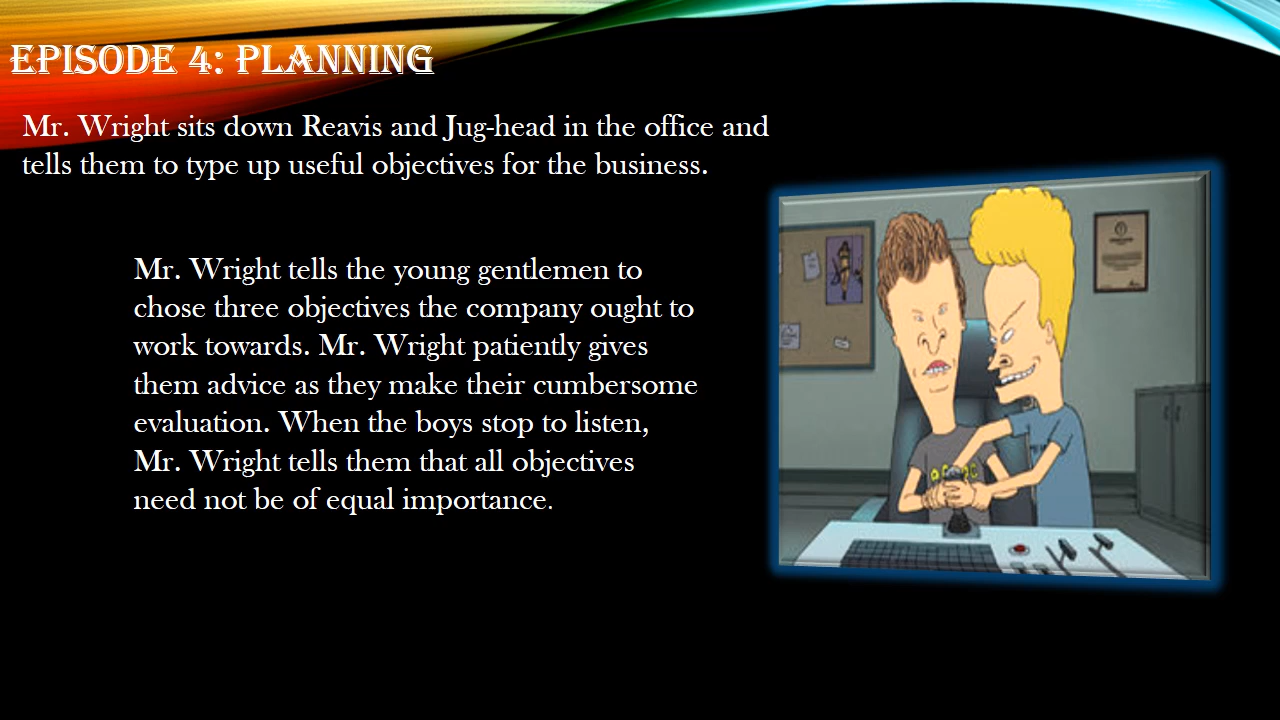 EPISODE 4: PLANNING
Mr. Wright sits down Reavis and Jug-head in the office and
tells them to type up useful objectives for the business.
Mr. Wright tells the young gentlemen to
chose three objectives the company ought to
work towards. Mr. Wright patiently gives
them advice as they make their cumbersome
evaluation. When the boys stop to listen,
Mr. Wright tells them that all objectives
need not be of equal importance.